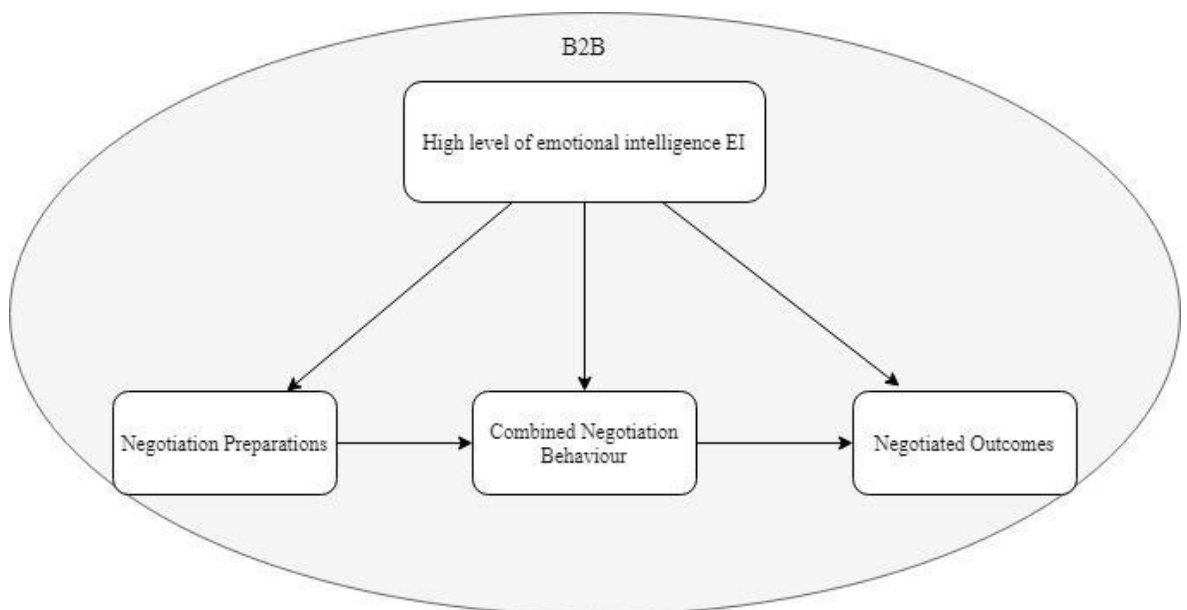 B2B
High level of emotional intelligence EI
Negotiation Preparations
Combined Negotiation
Behaviour
Negotiated Outcomes